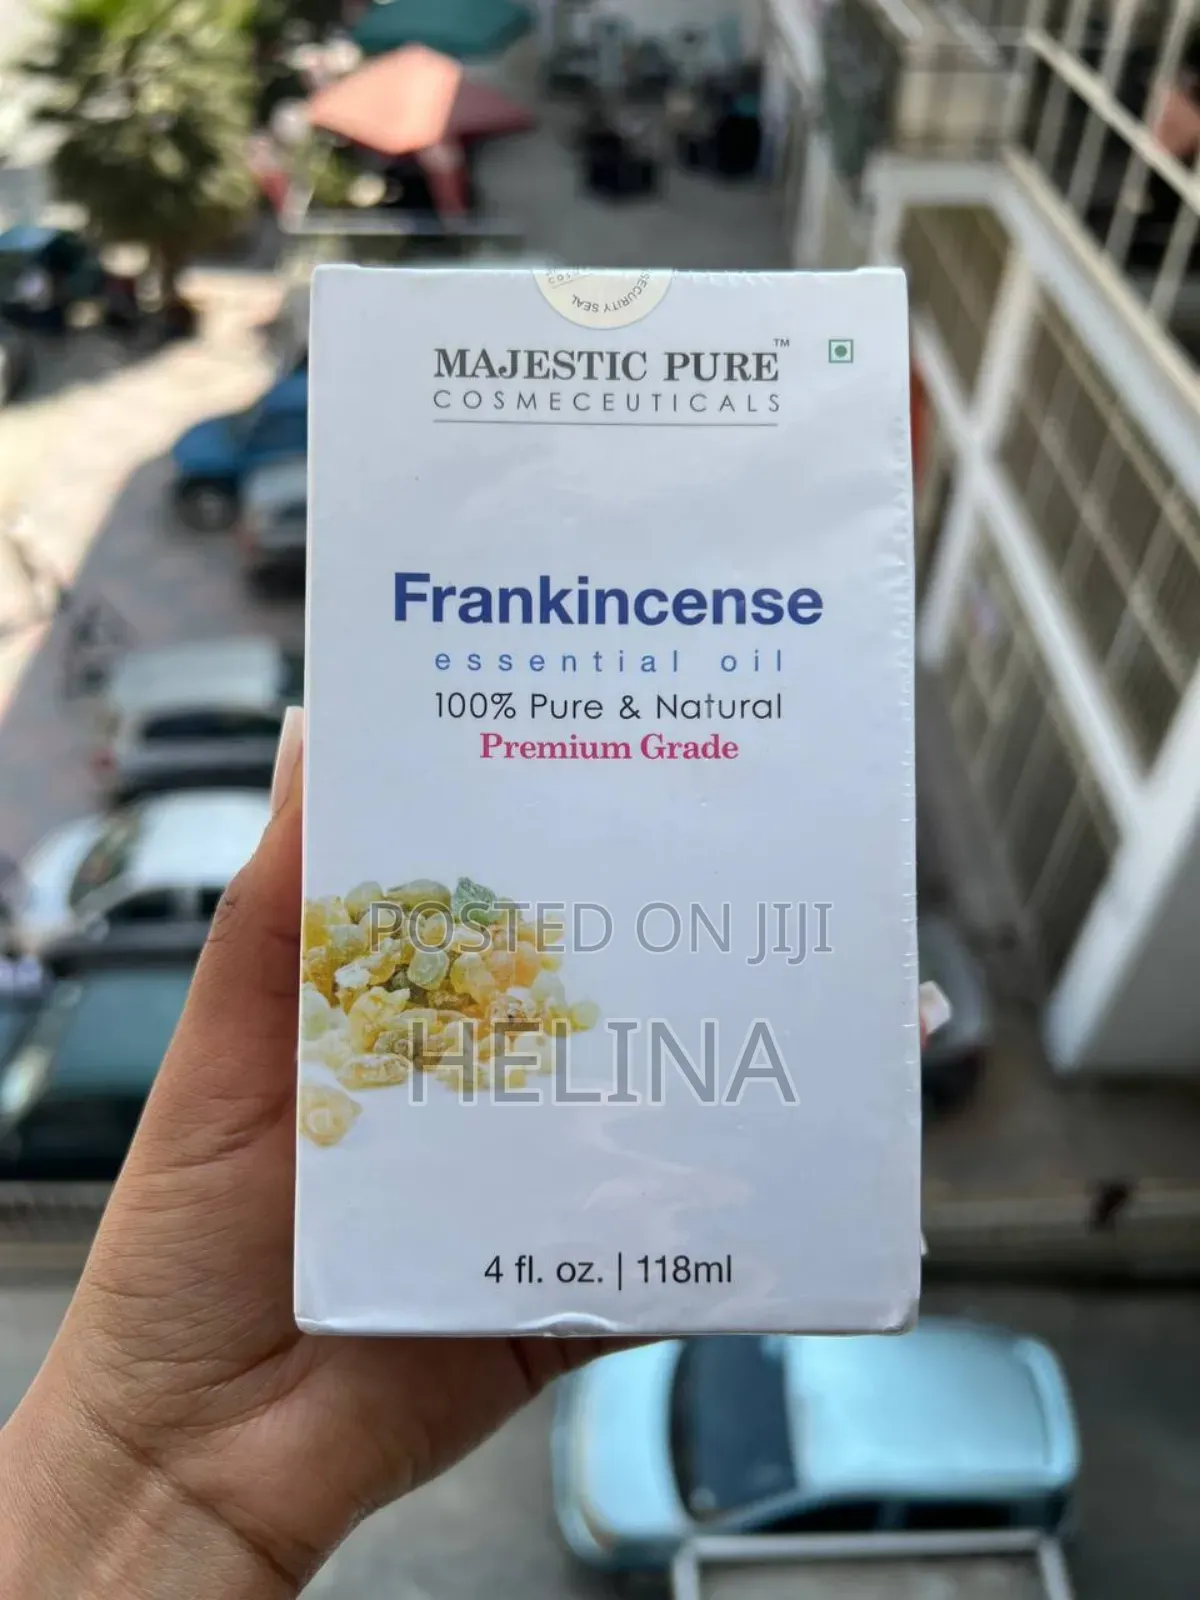 SECURITY SEAL
MAJESTIC PURE™
COSMECEUTICALS
Frankincense
essential oil
100% Pure & Natural
Premium Grade
POSTED ON JIJI
HELINA
4 fl. oz. | 118ml